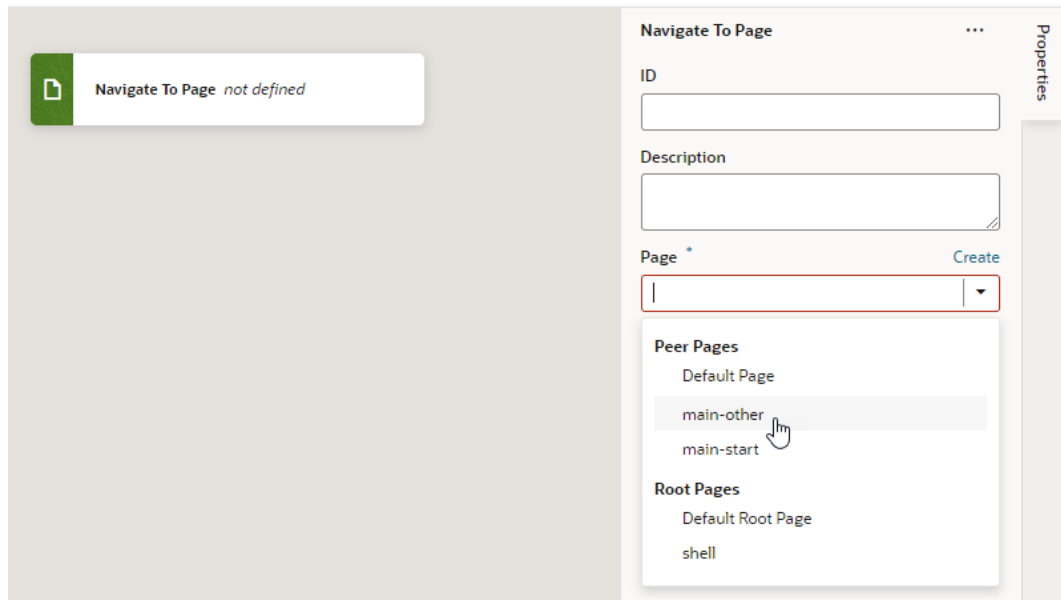 Navigate To Page not defined
Navigate To Page
ID
Description
Page * Create
Peer Pages
Default Page
main-other
main-start
Root Pages
Default Root Page
shell
Properties